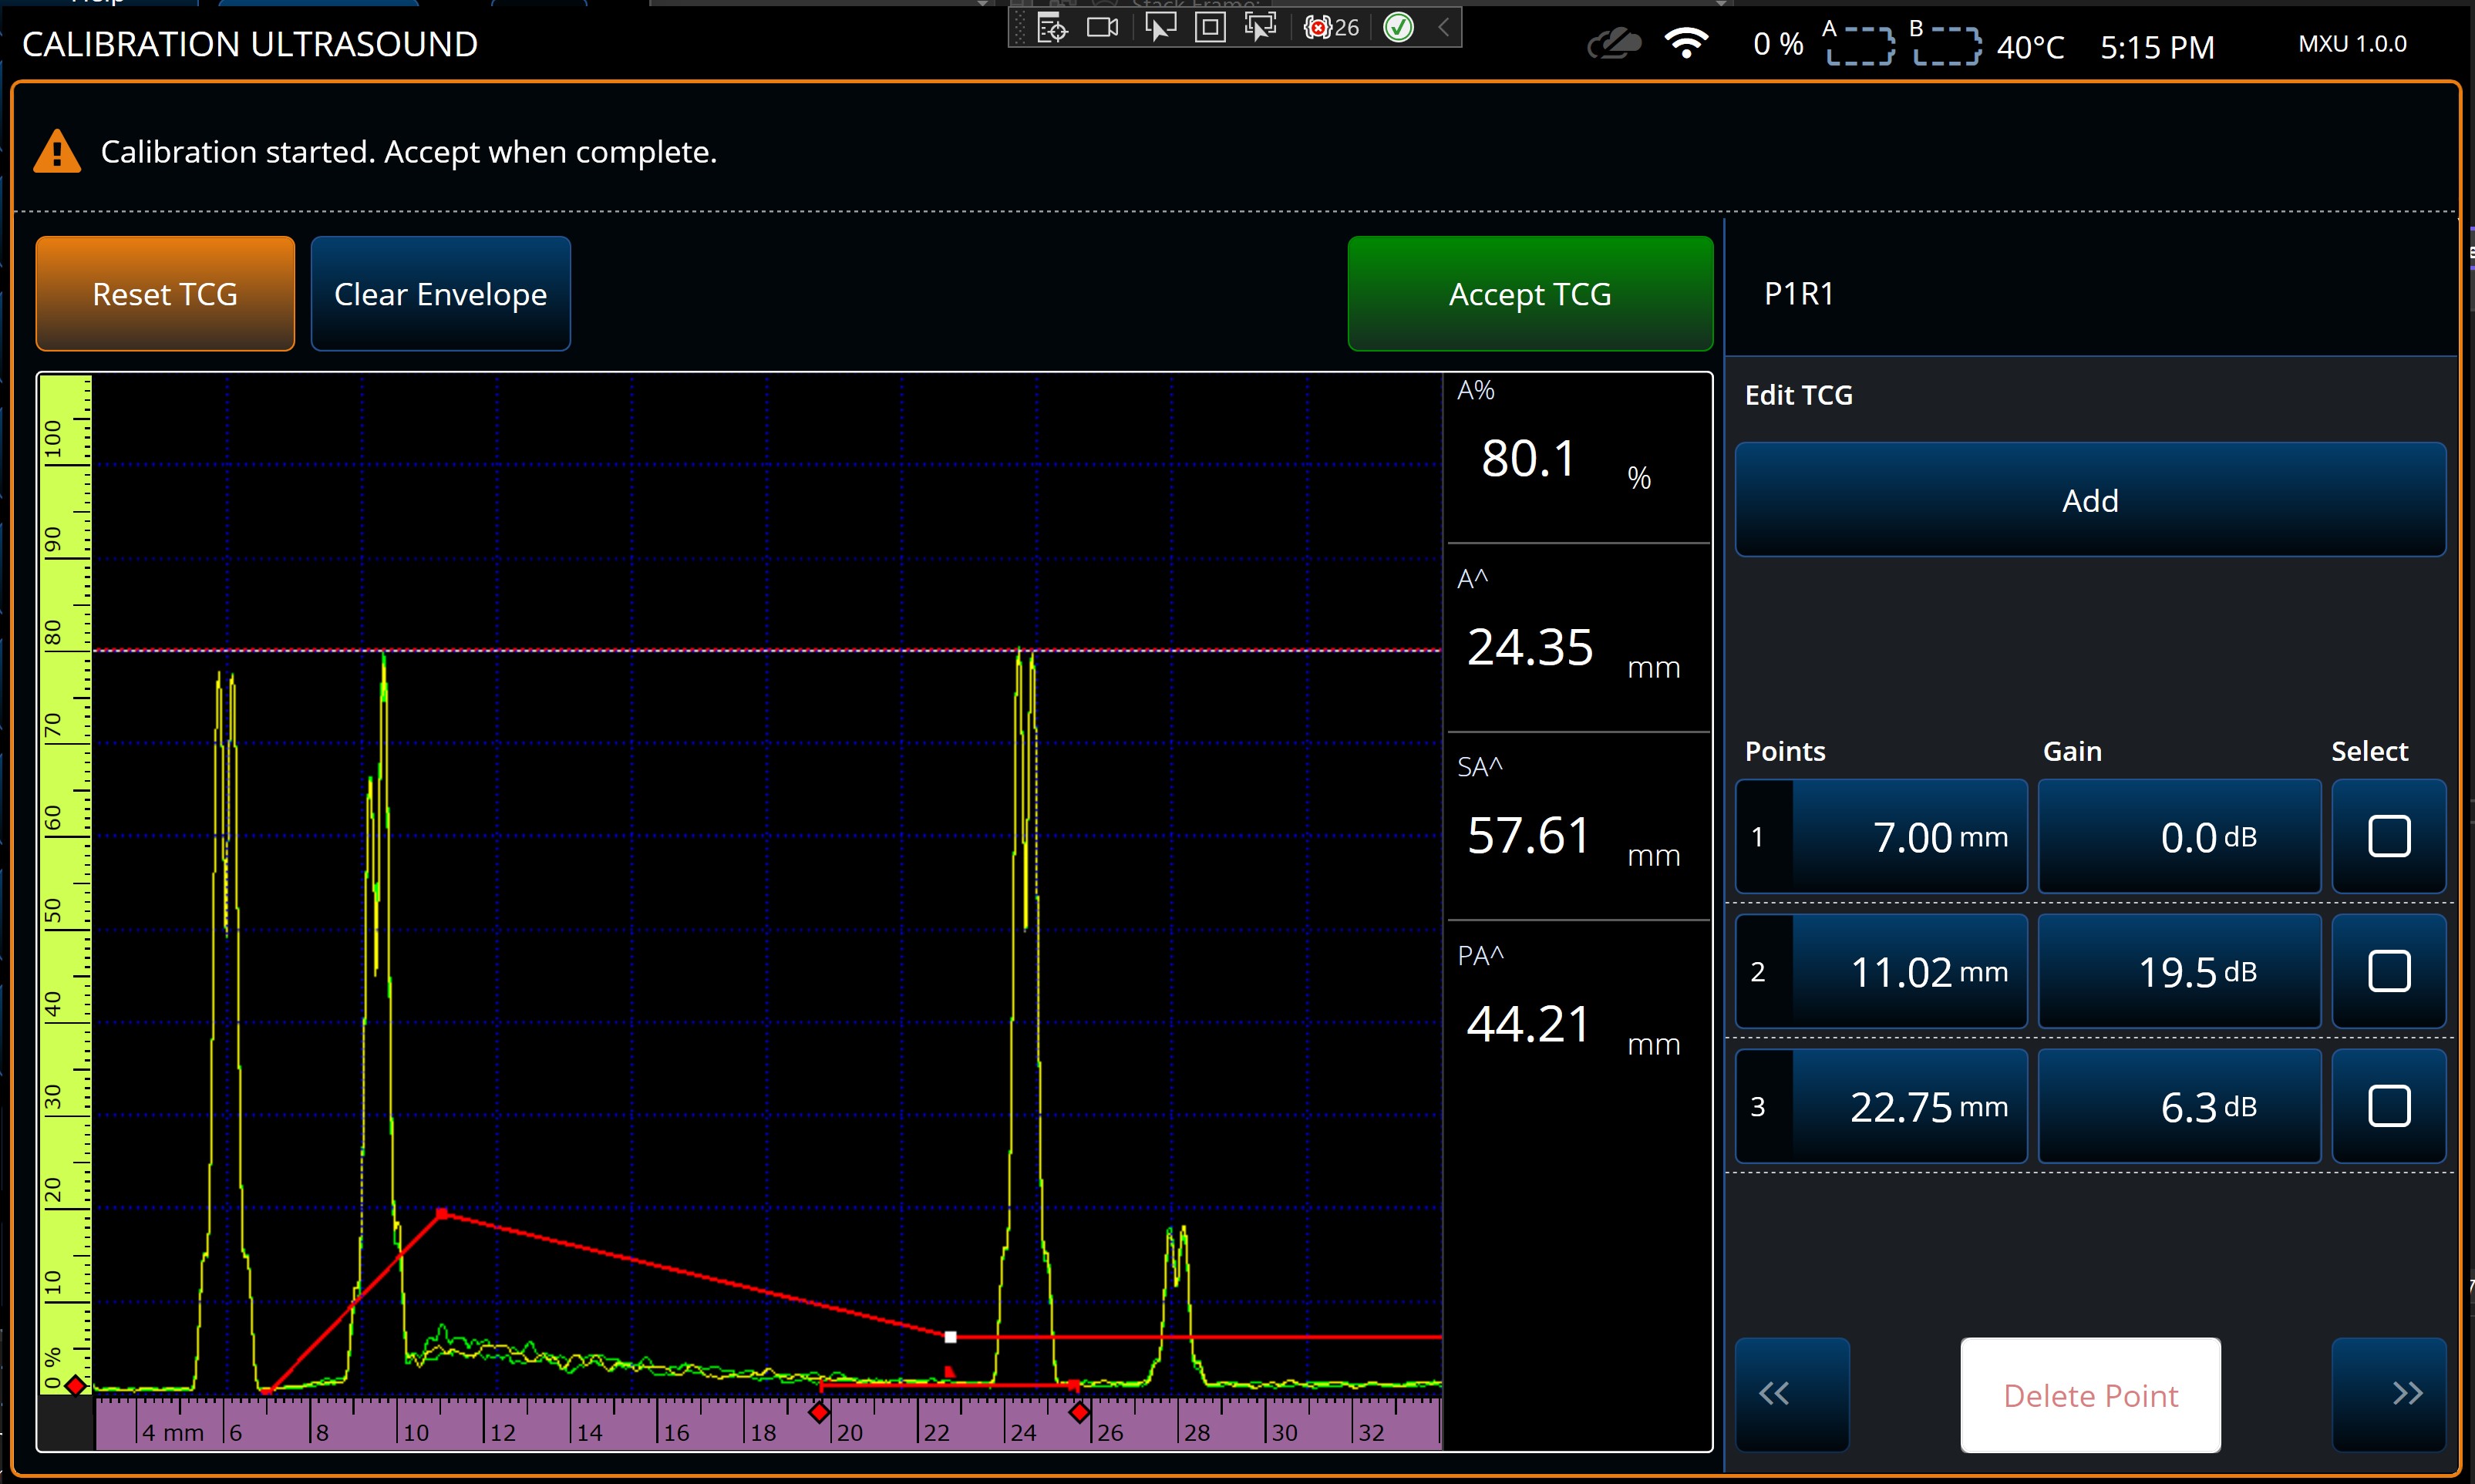 CALIBRATION ULTRASOUND
26
0 %
A
B
40°C
5:15 PM
MXU 1.0.0
Calibration started. Accept when complete.
Reset TCG
Clear Envelope
Accept TCG
P1R1
Edit TCG
Add
A%
80.1 %
A^
24.35 mm
SA^
57.61 mm
PA^
44.21 mm
100
90
80
70
60
50
40
30
20
10
0 %
4 mm 6 8 10 12 14 16 18 20 22 24 26 28 30 32
Points Gain Select
1 7.00 mm 0.0 dB
2 11.02 mm 19.5 dB
3 22.75 mm 6.3 dB
<< Delete Point >>